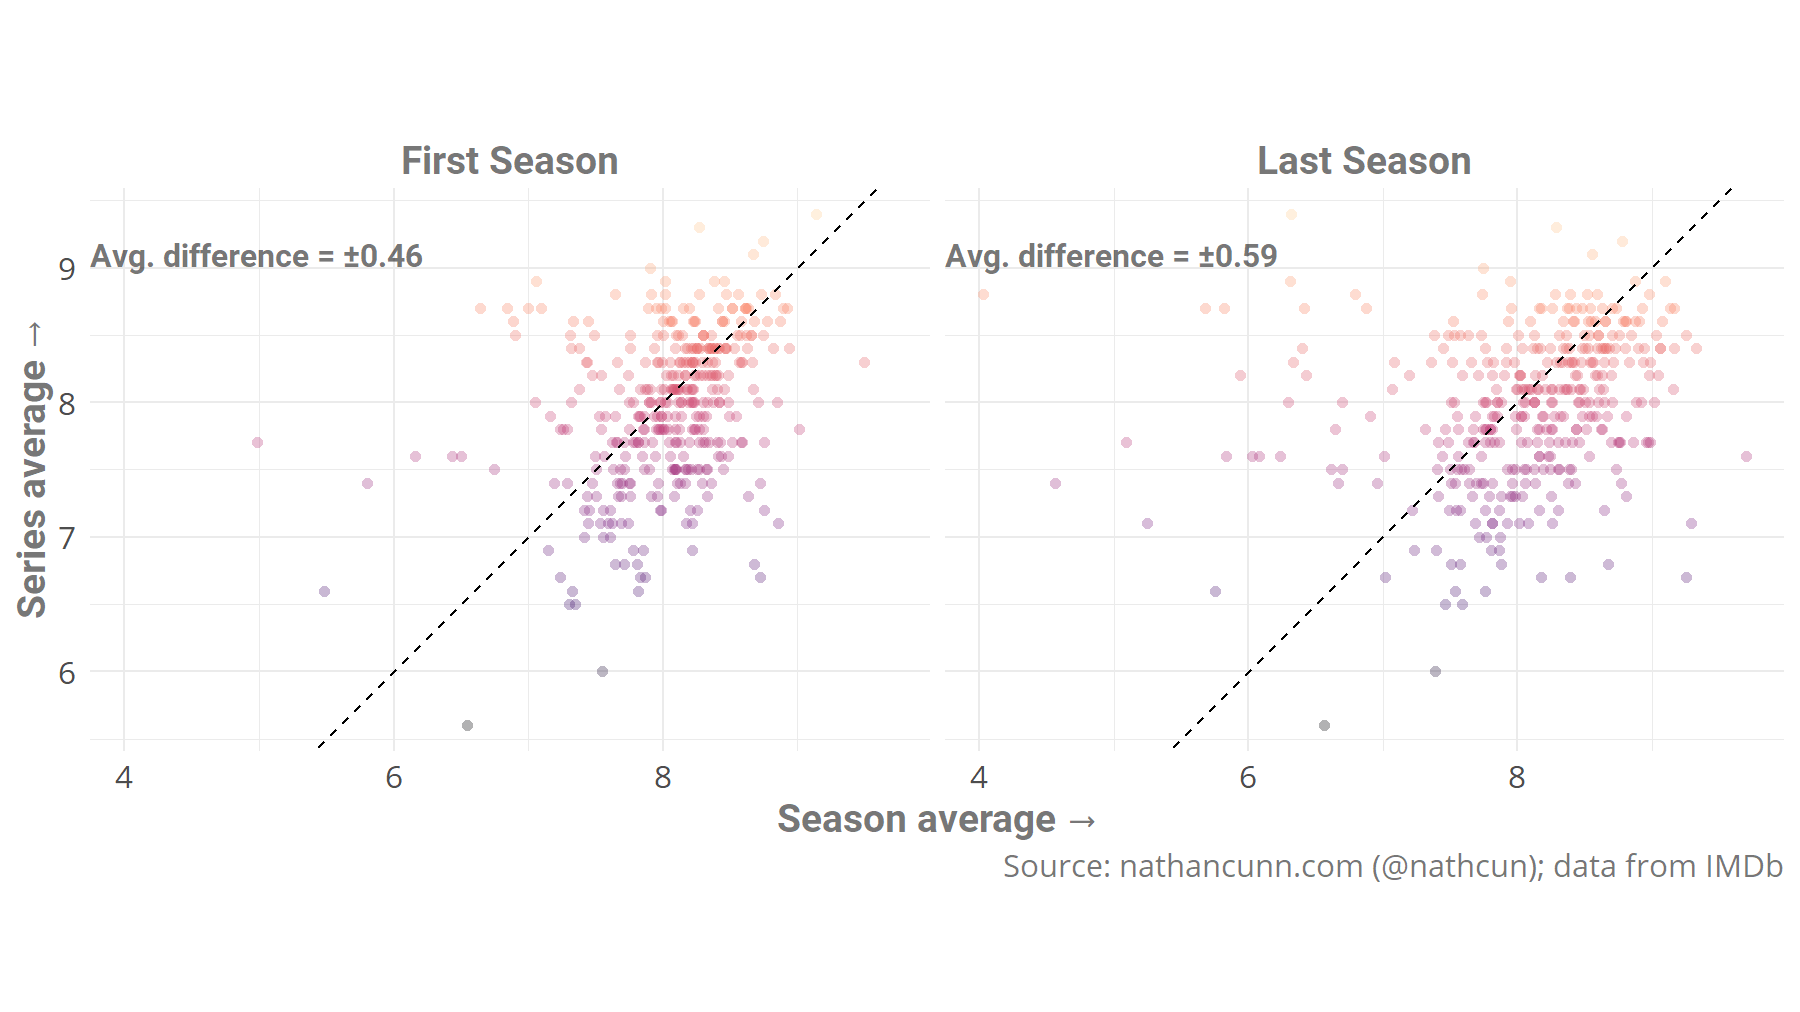 First Season
Last Season
Avg. difference = ±0.46
Avg. difference = ±0.59
Series average →
9
8
7
6
4
6
8
4
6
8
Season average →
Source: nathancunn.com (@nathcun); data from IMDb